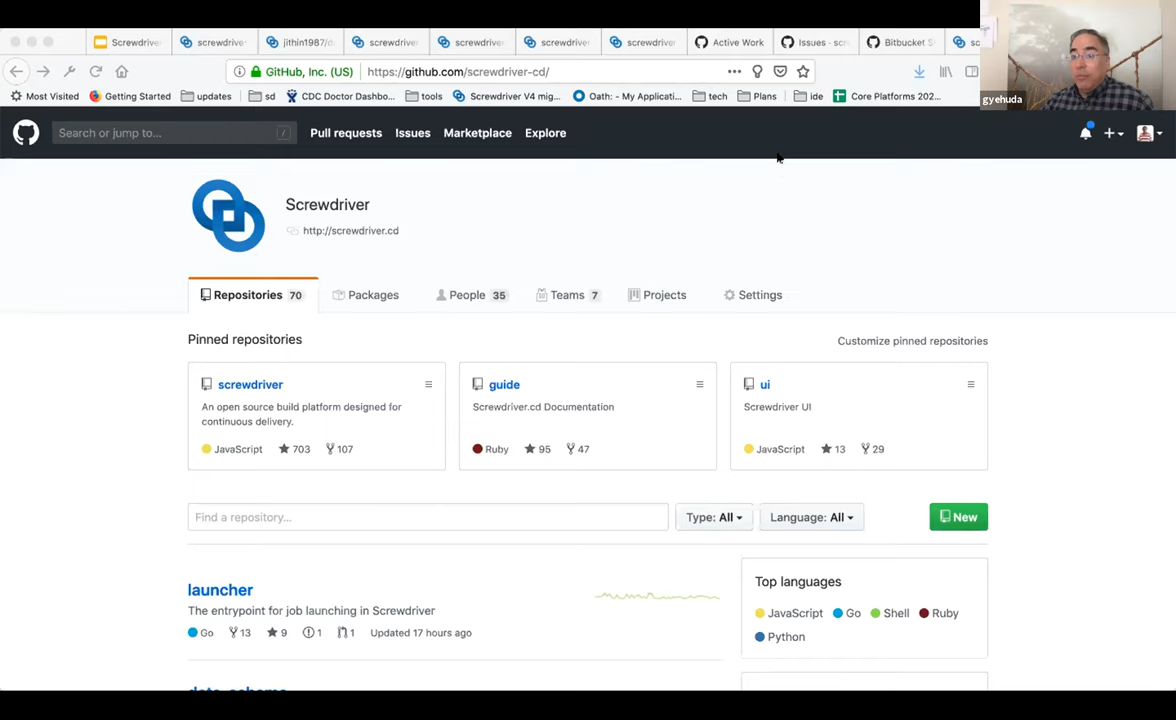 Screwdrive screwdriver jithin1987/d screwdriver screwdriver screwdriver screwdriver Active Work Issues · scr Bitbucket S sc
GitHub, Inc. (US) https://github.com/screwdriver-cd/
gyehuda
Most Visited Getting Started updates sd CDC Doctor Dashbo... tools Screwdriver V4 mig... Oath: - My Applicati... tech Plans ide Core Platforms 202...
Search or jump to... / Pull requests Issues Marketplace Explore
Screwdriver
http://screwdriver.cd
Repositories 70 Packages People 35 Teams 7 Projects Settings
Pinned repositories Customize pinned repositories
screwdriver guide ui
An open source build platform designed for Screwdriver.cd Documentation Screwdriver UI
continuous delivery.
JavaScript 703 107 Ruby 95 47 JavaScript 13 29
Find a repository... Type: All Language: All New
launcher Top languages
The entrypoint for job launching in Screwdriver JavaScript Go Shell Ruby
Go 13 9 1 1 Updated 17 hours ago Python